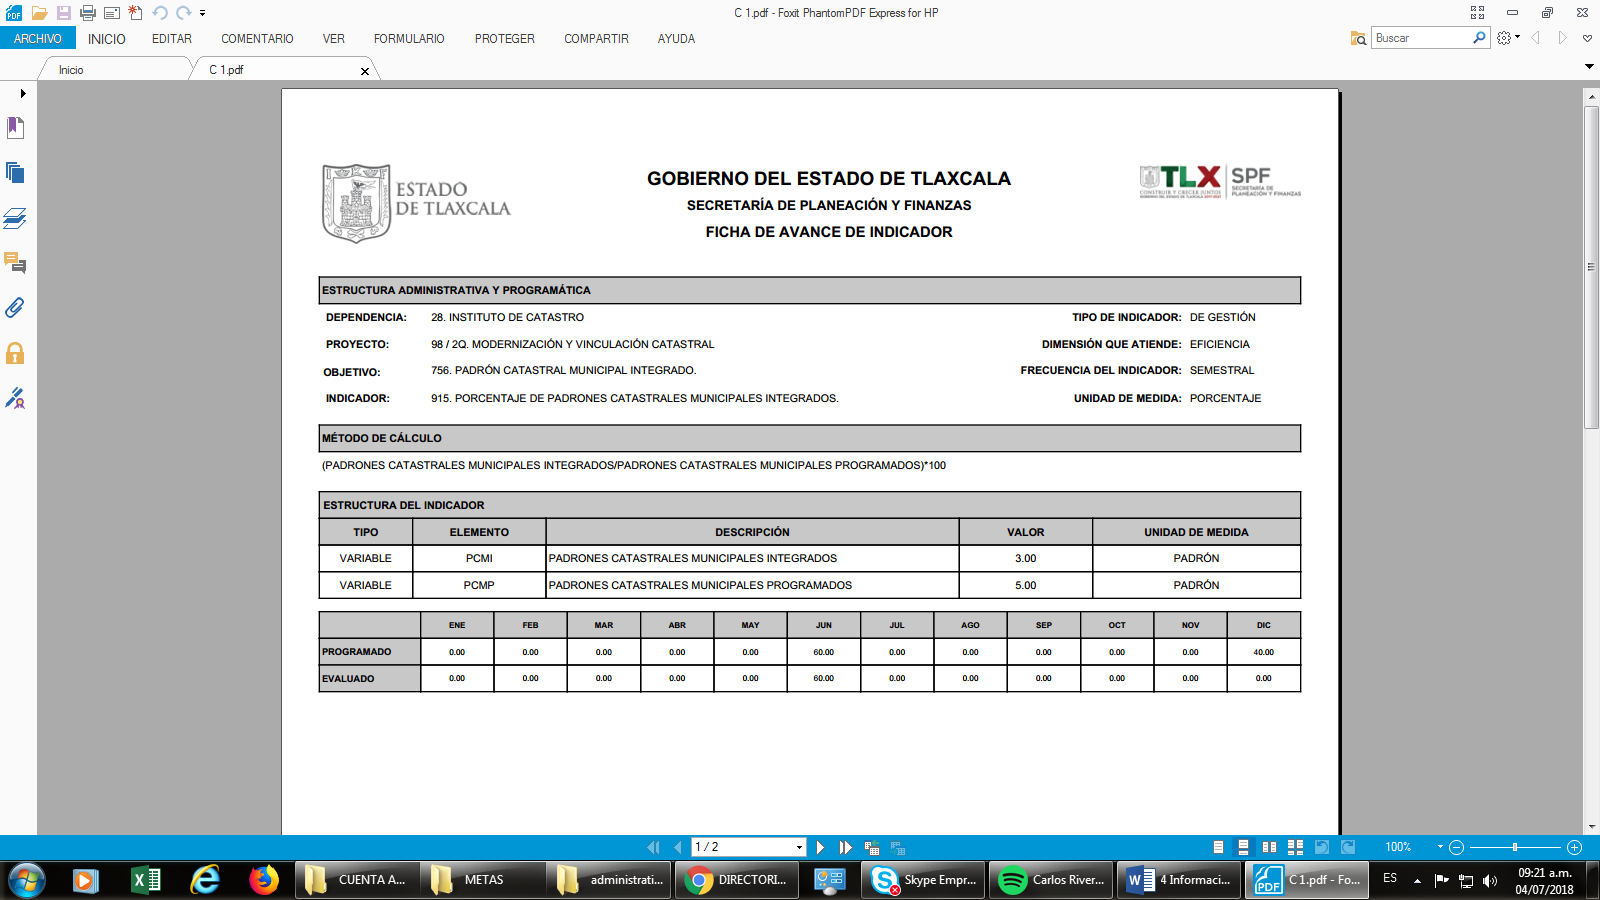 C 1.pdf - Foxit PhantomPDF Express for HP
ARCHIVO INICIO EDITAR COMENTARIO VER FORMULARIO PROTEGER COMPARTIR AYUDA Buscar
Inicio C 1.pdf
ESTADO DE TLAXCALA
GOBIERNO DEL ESTADO DE TLAXCALA
SECRETARÍA DE PLANEACIÓN Y FINANZAS
FICHA DE AVANCE DE INDICADOR
TLX SPF
CONSTRUIR Y CRECER JUNTOS
SECRETARÍA DE
PLANEACIÓN Y FINANZAS
ESTRUCTURA ADMINISTRATIVA Y PROGRAMÁTICA
DEPENDENCIA: 28. INSTITUTO DE CATASTRO TIPO DE INDICADOR: DE GESTIÓN
PROYECTO: 98 / 2Q. MODERNIZACIÓN Y VINCULACIÓN CATASTRAL DIMENSIÓN QUE ATIENDE: EFICIENCIA
OBJETIVO: 756. PADRÓN CATASTRAL MUNICIPAL INTEGRADO. FRECUENCIA DEL INDICADOR: SEMESTRAL
INDICADOR: 915. PORCENTAJE DE PADRONES CATASTRALES MUNICIPALES INTEGRADOS. UNIDAD DE MEDIDA: PORCENTAJE
MÉTODO DE CÁLCULO
(PADRONES CATASTRALES MUNICIPALES INTEGRADOS/PADRONES CATASTRALES MUNICIPALES PROGRAMADOS)*100
ESTRUCTURA DEL INDICADOR
TIPO ELEMENTO DESCRIPCIÓN VALOR UNIDAD DE MEDIDA
VARIABLE PCMI PADRONES CATASTRALES MUNICIPALES INTEGRADOS 3.00 PADRÓN
VARIABLE PCMP PADRONES CATASTRALES MUNICIPALES PROGRAMADOS 5.00 PADRÓN
ENE FEB MAR ABR MAY JUN JUL AGO SEP OCT NOV DIC
PROGRAMADO 0.00 0.00 0.00 0.00 0.00 60.00 0.00 0.00 0.00 0.00 0.00 40.00
EVALUADO 0.00 0.00 0.00 0.00 0.00 60.00 0.00 0.00 0.00 0.00 0.00 0.00
1 / 2 100%
CUENTA A... METAS administrati... DIRECTORI... Skype Empr... Carlos River... 4 Informaci... C 1.pdf - Fo... ES 09:21 a.m.
04/07/2018